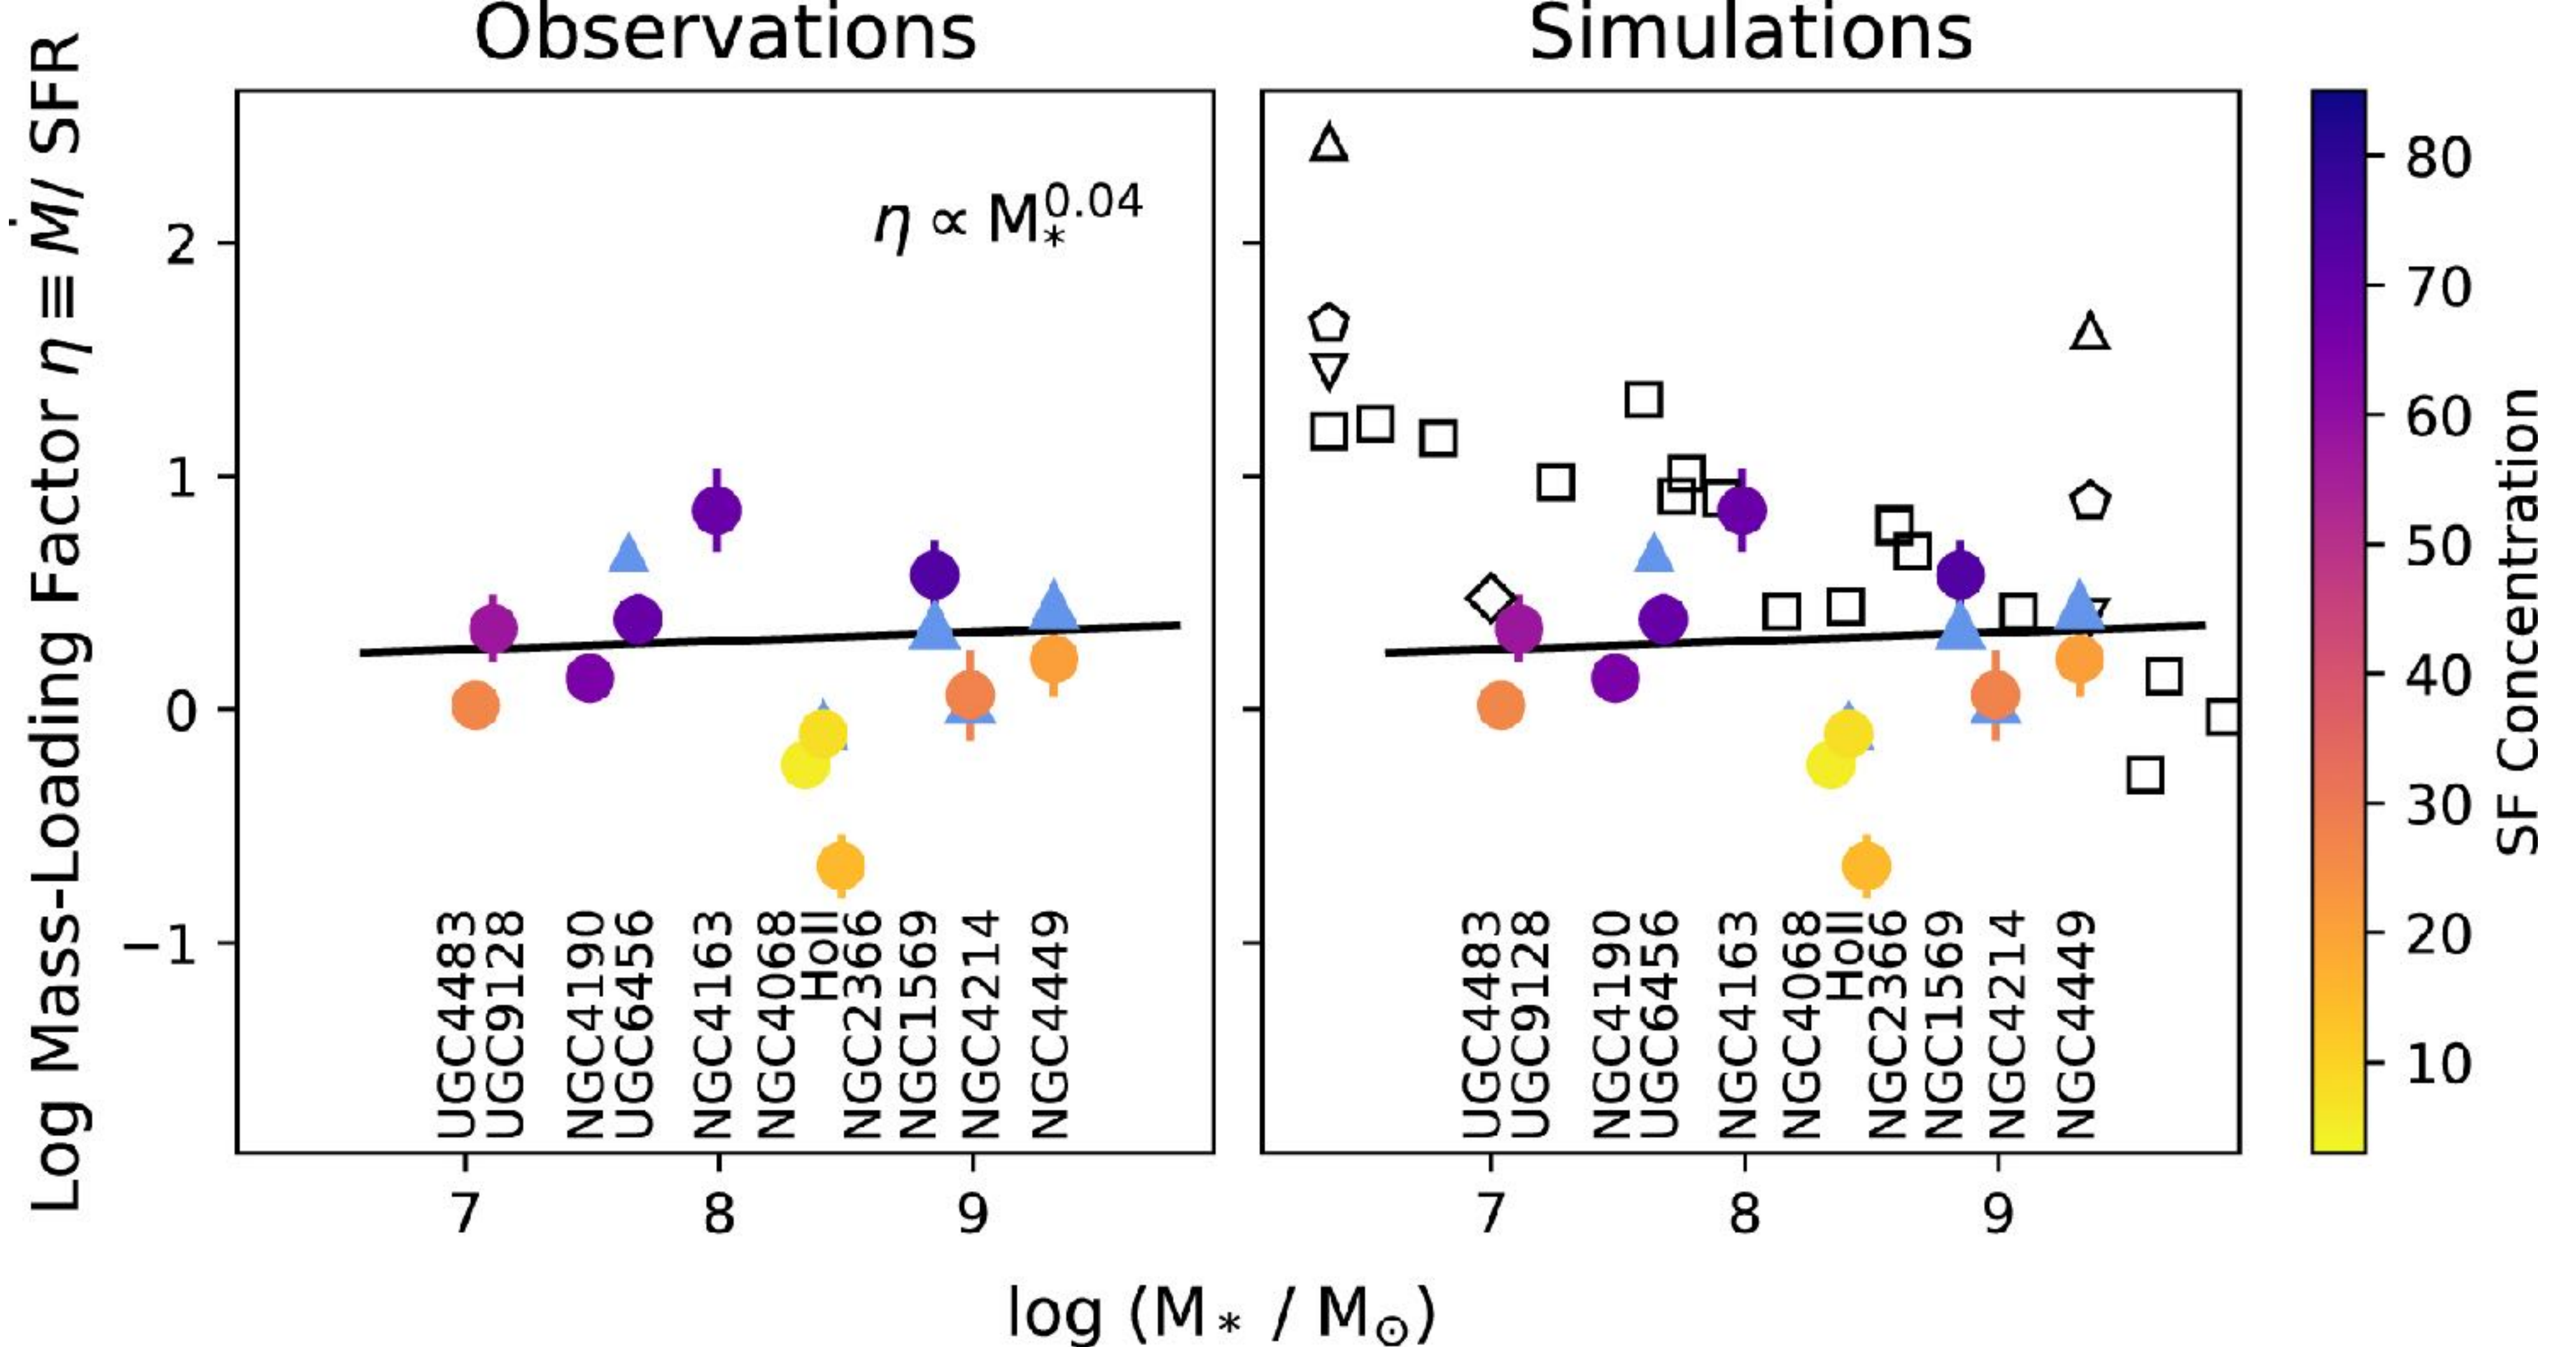 Observations
Simulations
Log Mass-Loading Factor η ≡ Ṁ/ SFR
η ∝ M*^0.04
2
1
0
−1
UGC4483
UGC9128
NGC4190
UGC6456
NGC4163
NGC4068
HoII
NGC2366
NGC1569
NGC4214
NGC4449
UGC4483
UGC9128
NGC4190
UGC6456
NGC4163
NGC4068
HoII
NGC2366
NGC1569
NGC4214
NGC4449
7 8 9
7 8 9
log (M* / M⊙)
80
70
60
50
40
30
20
10
SF Concentration